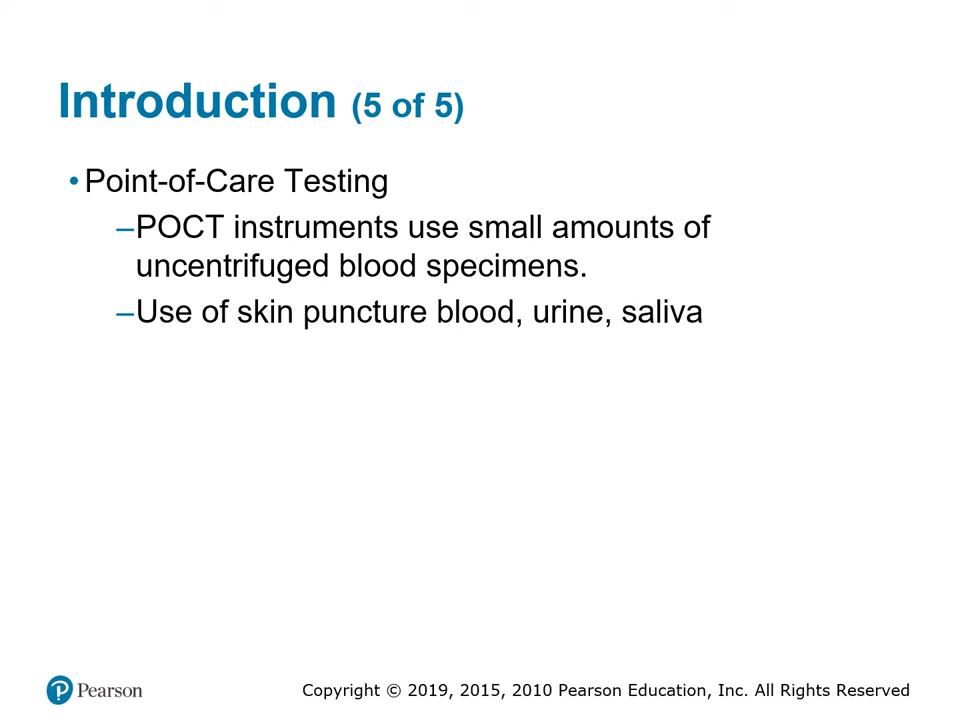 Introduction (5 of 5)
• Point-of-Care Testing
–POCT instruments use small amounts of
uncentrifuged blood specimens.
–Use of skin puncture blood, urine, saliva
Pearson
Copyright © 2019, 2015, 2010 Pearson Education, Inc. All Rights Reserved